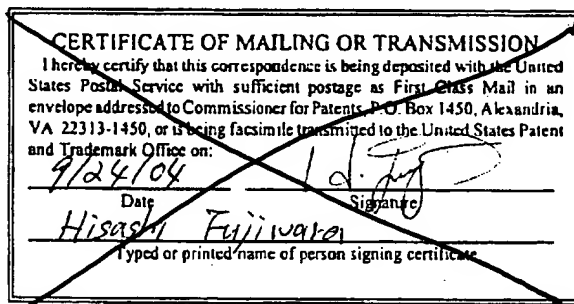 CERTIFICATE OF MAILING OR TRANSMISSION
I hereby certify that this correspondence is being deposited with the United
States Postal Service with sufficient postage as First Class Mail in an
envelope addressed to Commissioner for Patents, P.O. Box 1450, Alexandria,
VA 22313-1450, or is being facsimile transmitted to the United States Patent
and Trademark Office on:
9/24/04
Date Signature
Hisashi Fujiwara
Typed or printed name of person signing certificate